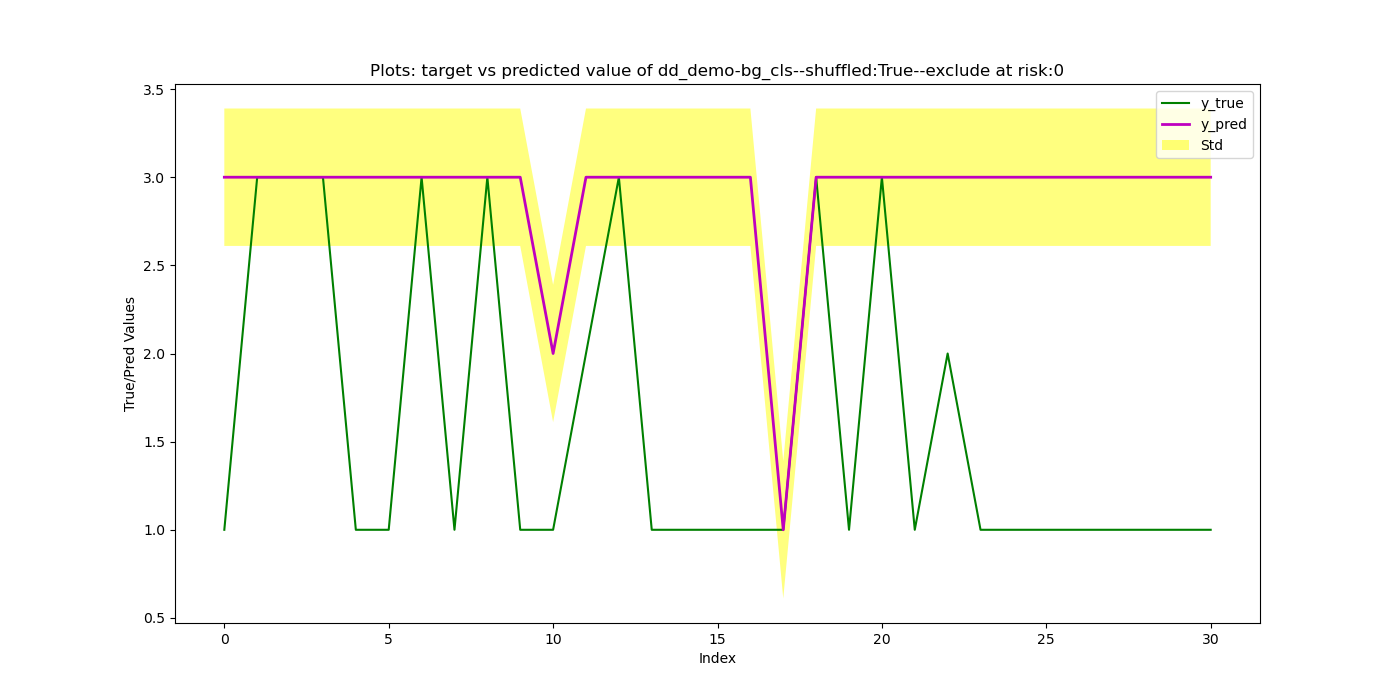 Plots: target vs predicted value of dd_demo-bg_cls--shuffled:True--exclude at risk:0
y_true
y_pred
Std
True/Pred Values
3.5
3.0
2.5
2.0
1.5
1.0
0.5
0 5 10 15 20 25 30
Index